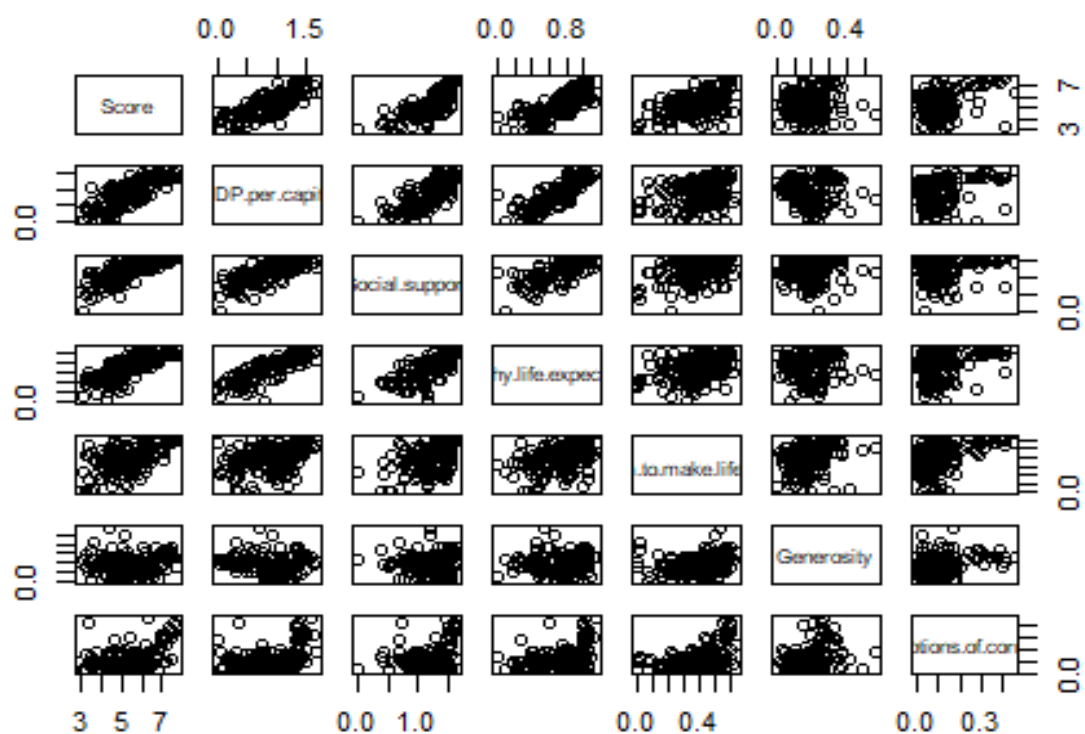 0.0 1.5 0.0 0.8 0.0 0.4
Score 3 7
0.0 DP.per.capit
ocial.suppor 0.0
0.0 hy.life.expec
.to.make.life 0.0
0.0 Generosity
otions.of.con 0.0
3 5 7 0.0 1.0 0.0 0.4 0.0 0.3